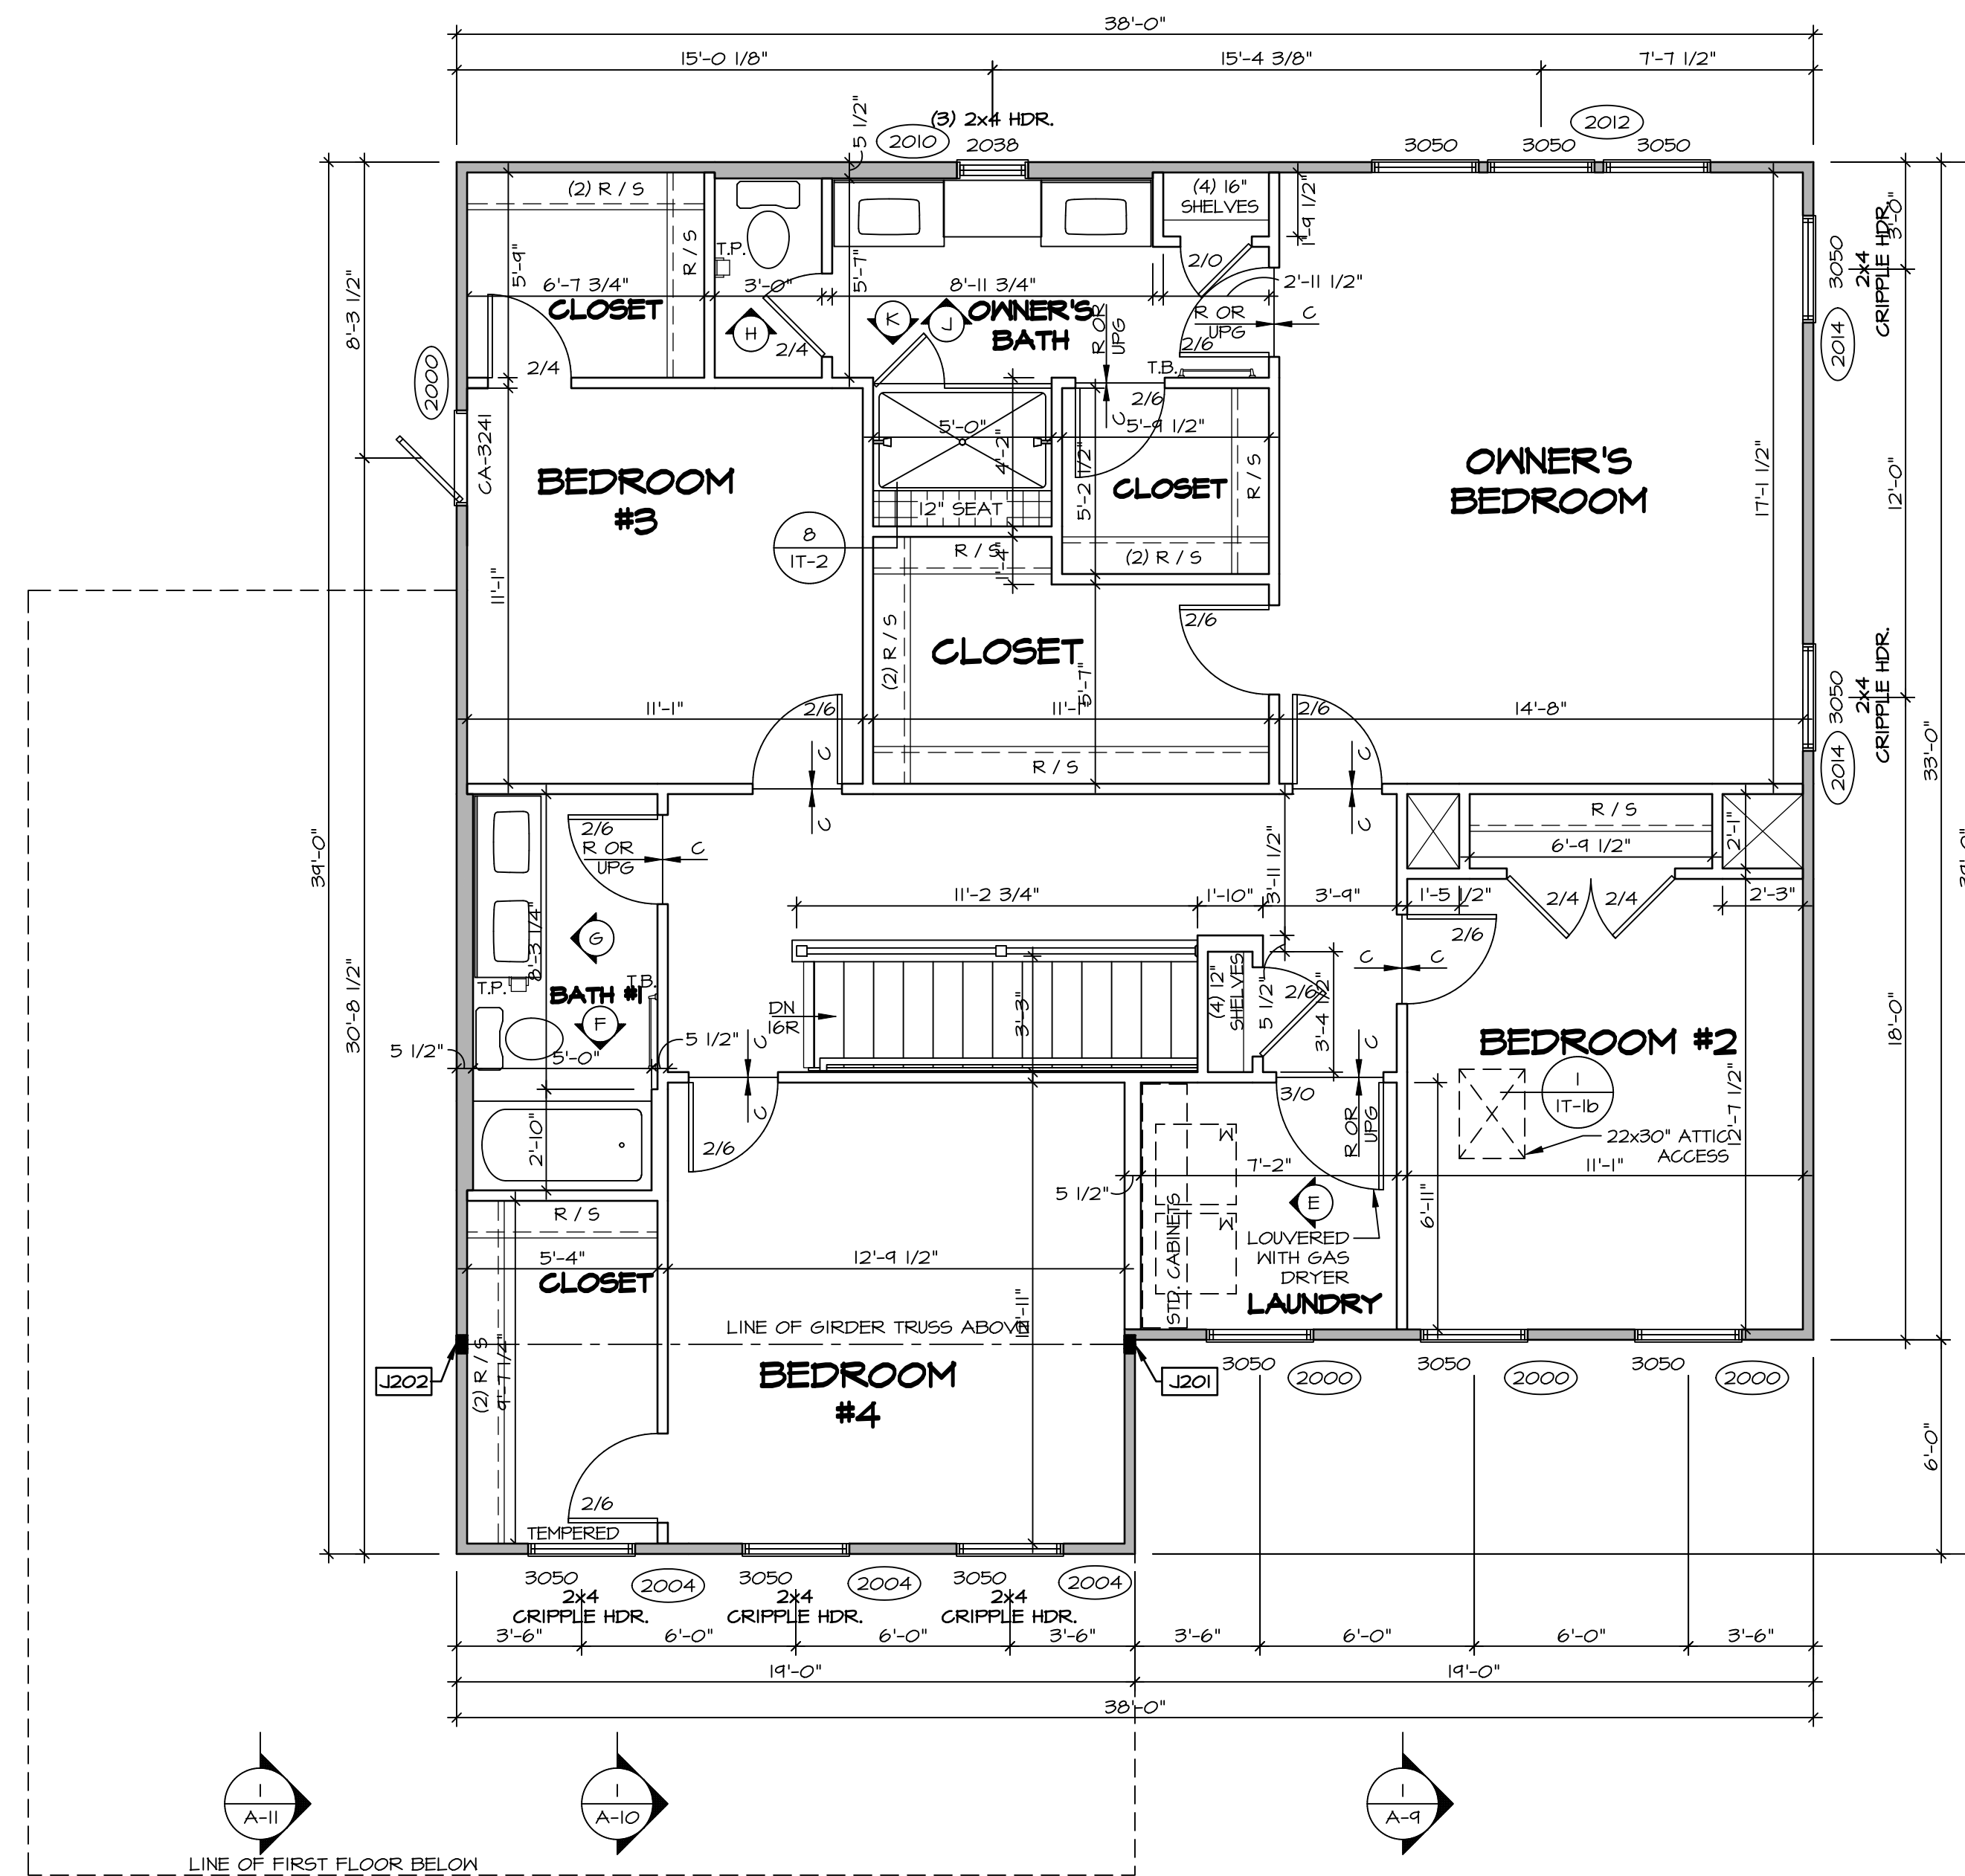 38'-0"
15'-0 1/8"
15'-4 3/8"
7'-7 1/2"
5 1/2"
(3) 2x4 HDR.
2010
2038
2012
3050
3050
3050
(2) R / S
R / S
T.P.
(4) 16"
SHELVES
1'-9 1/2"
3'-0"
3050
2x4
CRIPPLE HDR.
2014
8'-3 1/2"
5'-9"
6'-7 3/4"
CLOSET
3'-0"
5'-7"
8'-11 3/4"
2/0
2'-11 1/2"
H
K
J
OWNER'S
BATH
R OR
UPG
R OR
UPG
C
2/4
2/4
2/6
T.B.
2000
CA-3241
2/6
C
5'-0"
4'-2"
5'-9 1/2"
5'-2 1/2"
R / S
CLOSET
BEDROOM
#3
OWNER'S
BEDROOM
17'-1 1/2"
12'-0"
12" SEAT
8
IT-2
R / S
1'-4"
(2) R / S
11'-1"
2/6
(2) R / S
CLOSET
5'-7"
11'-1"
2/6
11'-1"
2/6
14'-8"
3050
2x4
CRIPPLE HDR.
2014
33'-0"
R / S
C
C
C
C
39'-0"
2/6
R OR
UPG
C
R / S
6'-9 1/2"
2'-1"
3'-11 1/2"
11'-2 3/4"
1'-10"
3'-9"
1'-5 1/2"
2/4
2/4
2'-3"
39'-0"
8'-3 1/4"
G
2/6
C
C
T.P.
BATH #1
T.B.
F
30'-8 1/2"
DN
16R
3'-3"
(4) 12"
SHELVES
5 1/2"
2/6
3'-4 1/2"
18'-0"
5 1/2"
5'-0"
5 1/2"
C
C
BEDROOM #2
C
3/0
R OR
UPG
1
IT-1b
22x30" ATTIC
ACCESS
12'-7 1/2"
2'-10"
2/6
7'-2"
11'-1"
5 1/2"
E
6'-11"
R / S
STD. CABINETS
LOUVERED
WITH GAS
DRYER
LAUNDRY
5'-4"
12'-9 1/2"
CLOSET
LINE OF GIRDER TRUSS ABOVE
(2) R / S
9'-7 1/2"
BEDROOM
#4
J202
J201
3050
2000
3050
2000
3050
2000
6'-0"
2/6
TEMPERED
3050
2004
3050
2004
3050
2004
2x4
CRIPPLE HDR.
2x4
CRIPPLE HDR.
2x4
CRIPPLE HDR.
3'-6"
6'-0"
6'-0"
3'-6"
3'-6"
6'-0"
6'-0"
3'-6"
19'-0"
19'-0"
38'-0"
1
A-11
1
A-10
1
A-9
LINE OF FIRST FLOOR BELOW